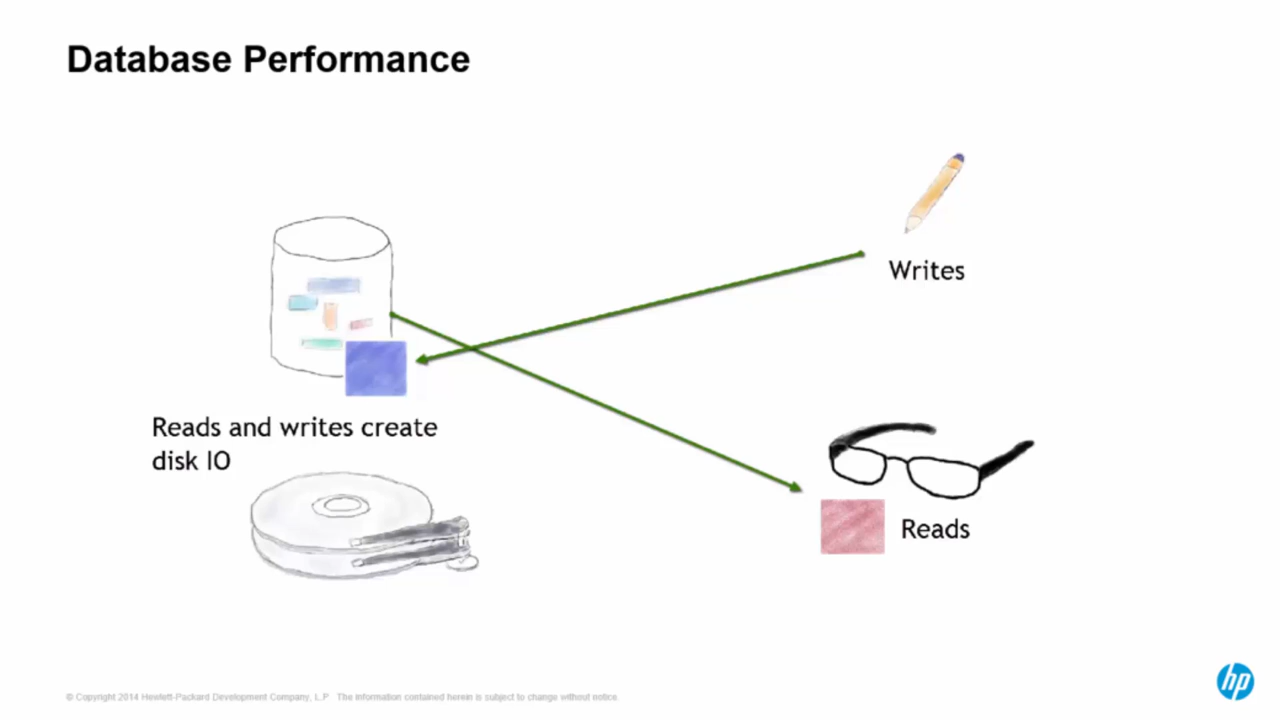 Database Performance
Writes
Reads and writes create
disk IO
Reads
© Copyright 2014 Hewlett-Packard Development Company, L.P. The information contained herein is subject to change without notice.
hp